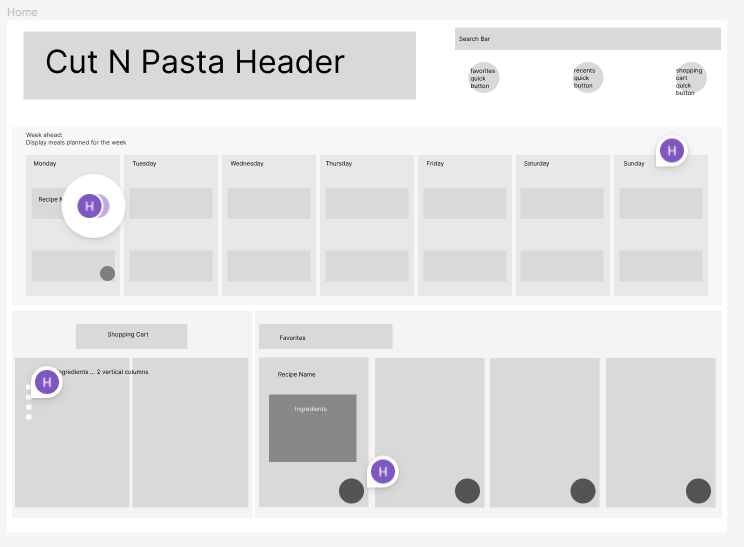 Home
Cut N Pasta Header
Search Bar
favorites
quick
button
recents
quick
button
shopping
cart
quick
button
Week ahead:
Display meals planned for the week
Monday
Tuesday
Wednesday
Thursday
Friday
Saturday
Sunday
H
Recipe
H
Shopping Cart
Favorites
ngredients ... 2 vertical columns
H
Recipe Name
Ingredients
H